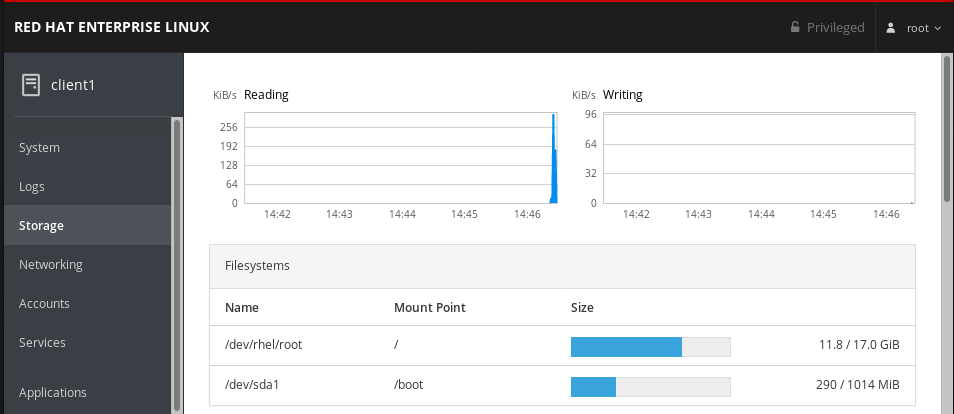 RED HAT ENTERPRISE LINUX
Privileged
root
client1
System
Logs
Storage
Networking
Accounts
Services
Applications
KiB/s Reading
256
192
128
64
0
14:42 14:43 14:44 14:45 14:46
KiB/s Writing
96
64
32
0
14:42 14:43 14:44 14:45 14:46
Filesystems
Name Mount Point Size
/dev/rhel/root / 11.8 / 17.0 GiB
/dev/sda1 /boot 290 / 1014 MiB